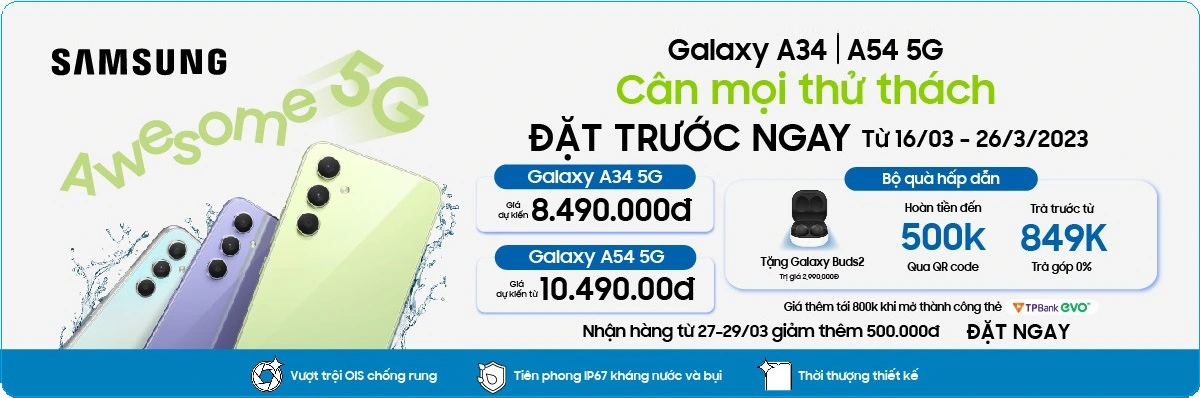 SAMSUNG
Awesome 5G
Galaxy A34 | A54 5G
Cân mọi thử thách
ĐẶT TRƯỚC NGAY Từ 16/03 - 26/3/2023
Galaxy A34 5G
Giá dự kiến 8.490.000đ
Galaxy A54 5G
Giá dự kiến từ 10.490.00đ
Bộ quà hấp dẫn
Tặng Galaxy Buds2
Trị giá 2,990,000Đ
Hoàn tiền đến
500k
Qua QR code
Trả trước từ
849K
Trả góp 0%
Giá thêm tới 800k khi mở thành công thẻ TPBank EVO
Nhận hàng từ 27-29/03 giảm thêm 500.000đ ĐẶT NGAY
Vượt trội OIS chống rung
Tiên phong IP67 kháng nước và bụi
Thời thượng thiết kế